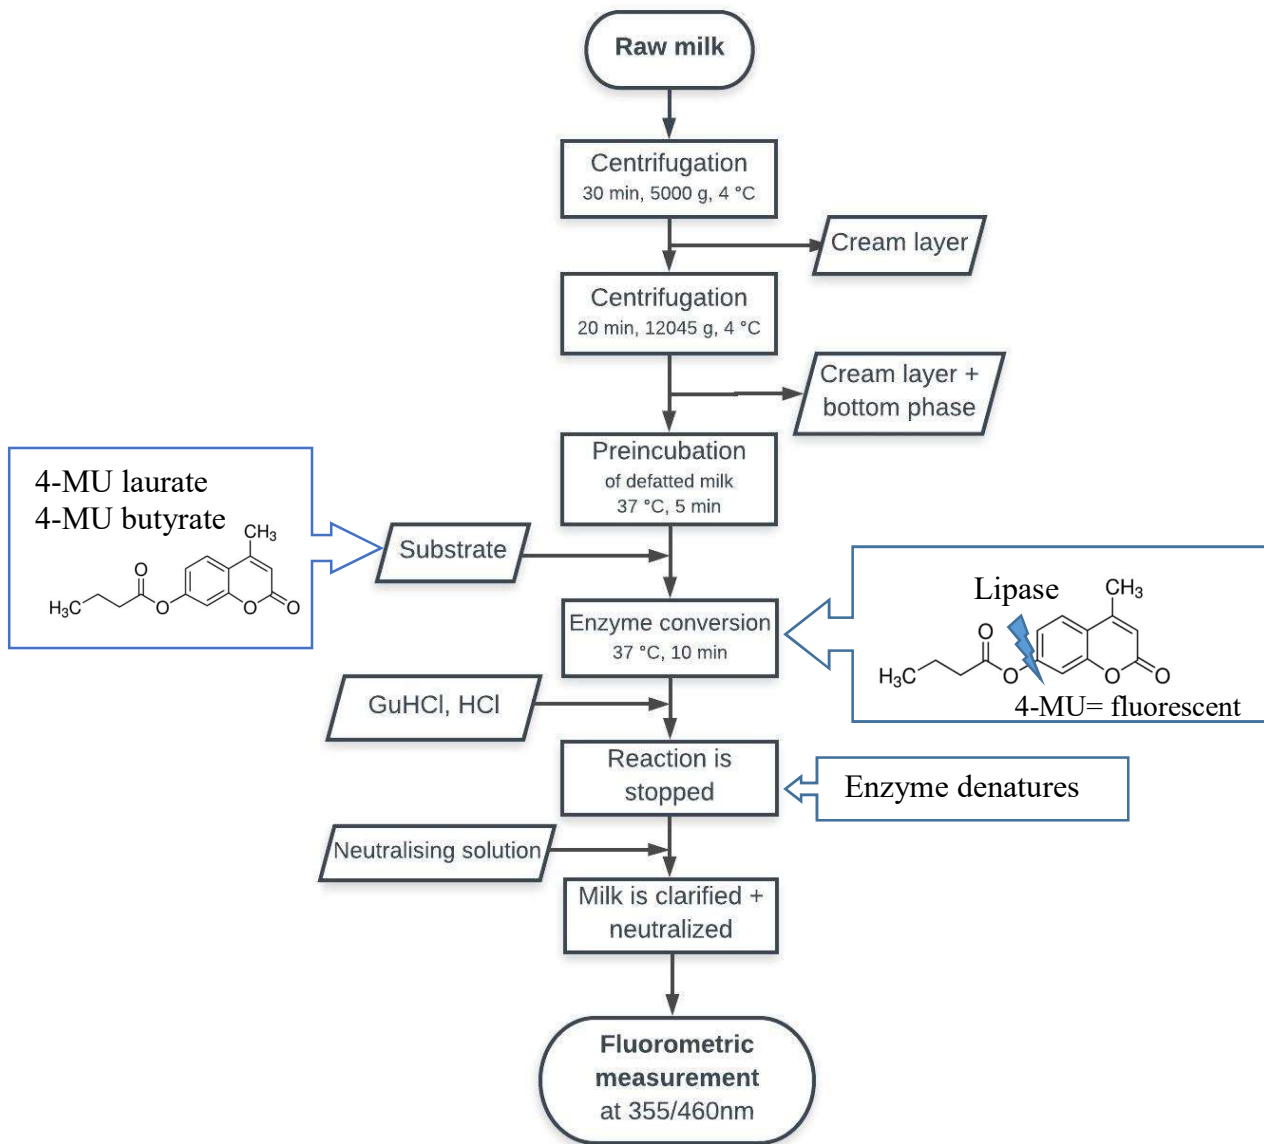 Raw milk
Centrifugation
30 min, 5000 g, 4 °C
Cream layer
Centrifugation
20 min, 12045 g, 4 °C
Cream layer +
bottom phase
Preincubation
of defatted milk
37 °C, 5 min
4-MU laurate
4-MU butyrate
CH₃
O
H₃C
O
O
O
Substrate
Enzyme conversion
37 °C, 10 min
Lipase
CH₃
O
H₃C
O
O
O
4-MU= fluorescent
GuHCl, HCl
Reaction is
stopped
Enzyme denatures
Neutralising solution
Milk is clarified +
neutralized
Fluorometric
measurement
at 355/460nm